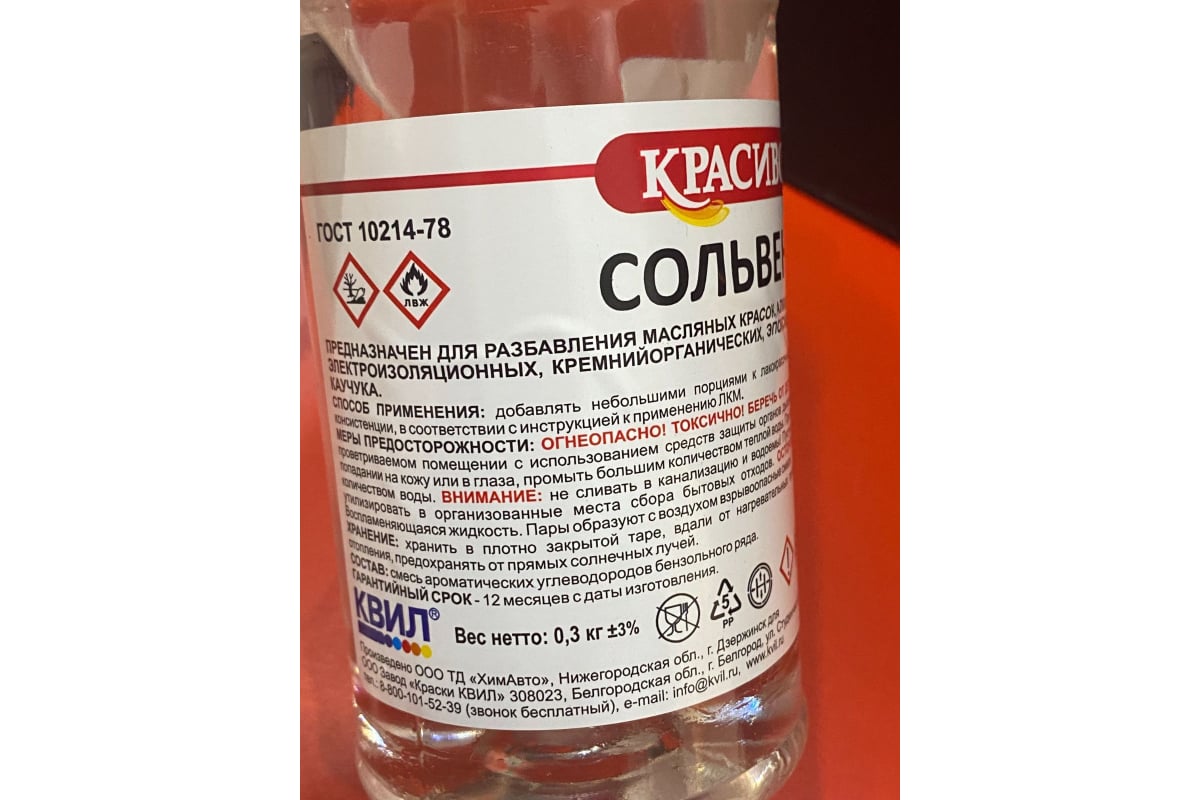 КРАСИВО
ГОСТ 10214-78
СОЛЬВЕН
ЛВЖ
ПРЕДНАЗНАЧЕН ДЛЯ РАЗБАВЛЕНИЯ МАСЛЯНЫХ КРАСОК,
ЭЛЕКТРОИЗОЛЯЦИОННЫХ, КРЕМНИЙОРГАНИЧЕСКИХ,
КАУЧУКА.
СПОСОБ ПРИМЕНЕНИЯ: добавлять небольшими порциями к
консистенции, в соответствии с инструкцией к применению ЛКМ.
МЕРЫ ПРЕДОСТОРОЖНОСТИ: ОГНЕОПАСНО! ТОКСИЧНО! БЕРЕЧЬ ОТ
проветриваемом помещении с использованием средств защиты органов
попадании на кожу или в глаза, промыть большим количеством теплой воды.
количеством воды. ВНИМАНИЕ: не сливать в канализацию и водоемы!
утилизировать в организованные места сбора бытовых отходов.
Воспламеняющаяся жидкость. Пары образуют с воздухом взрывоопасные
ХРАНЕНИЕ: хранить в плотно закрытой таре, вдали от нагревательных
отопления, предохранять от прямых солнечных лучей.
СОСТАВ: смесь ароматических углеводородов бензольного ряда.
ГАРАНТИЙНЫЙ СРОК - 12 месяцев с даты изготовления.
КВИЛ®
Вес нетто: 0,3 кг ±3%
5
PP
Произведено ООО ТД «ХимАвто», Нижегородская обл., г. Дзержинск для
ООО Завод «Краски КВИЛ» 308023, Белгородская обл., г. Белгород, ул.
тел.: 8-800-101-52-39 (звонок бесплатный), e-mail: info@kvil.ru, www.kvil.ru